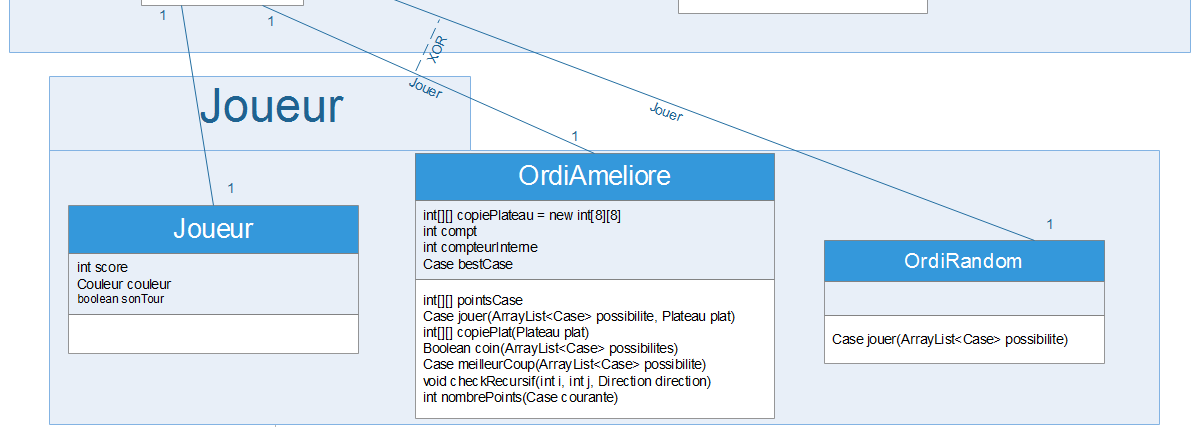 1
1
XOR
Jouer
Jouer
Joueur
1
1
1
Joueur
int score
Couleur couleur
boolean sonTour
OrdiAmeliore
int[][] copiePlateau = new int[8][8]
int compt
int compteurInterne
Case bestCase
int[][] pointsCase
Case jouer(ArrayList<Case> possibilite, Plateau plat)
int[][] copiePlat(Plateau plat)
Boolean coin(ArrayList<Case> possibilites)
Case meilleurCoup(ArrayList<Case> possibilite)
void checkRecursif(int i, int j, Direction direction)
int nombrePoints(Case courante)
OrdiRandom
Case jouer(ArrayList<Case> possibilite)